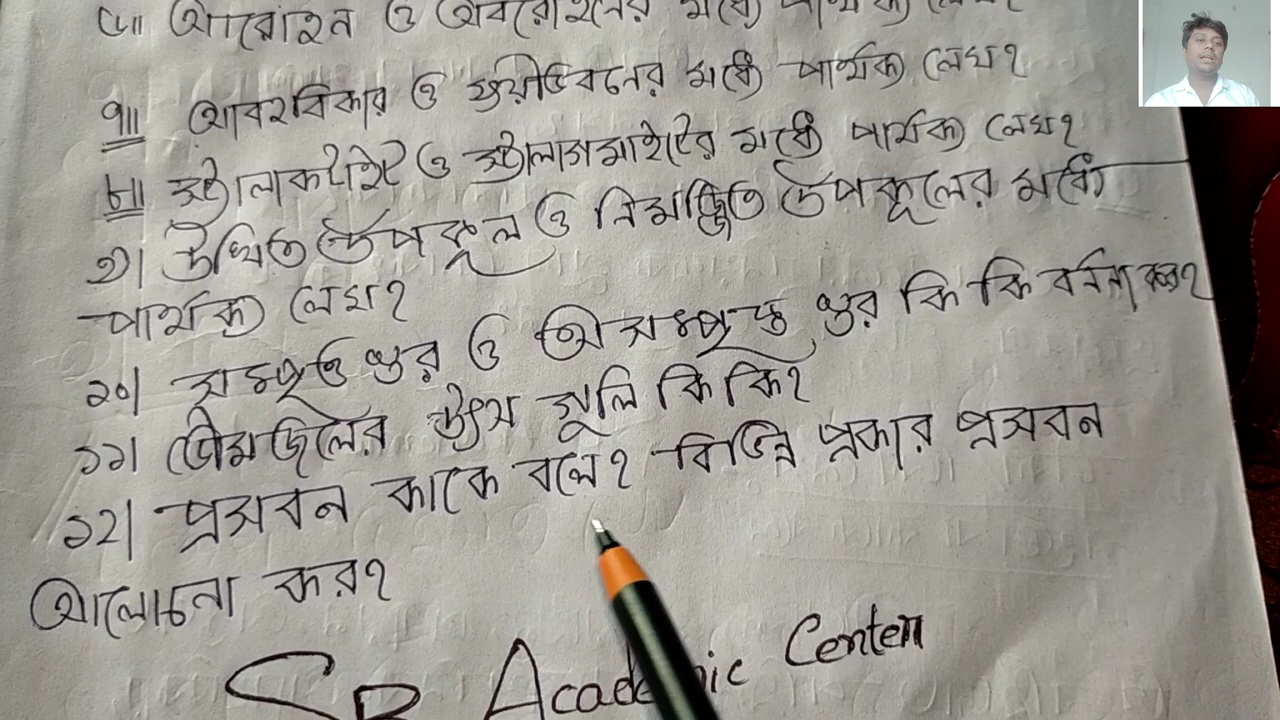 ৬॥ আরোহন ও অবরোহনের মধ্যে পার্থক্য লেখ?
৭॥ আবহবিকার ও ক্ষয়ীভবনের মধ্যে পার্থক্য লেখ?
৮॥ স্ট্যালাকটাইট ও স্ট্যালাগমাইটের মধ্যে পার্থক্য লেখ?
৯। উত্থিত উপকূল ও নিমজ্জিত উপকূলের মধ্যে
পার্থক্য লেখ?
১০। সম্পৃক্ত স্তর ও অসম্পৃক্ত স্তর কি কি বর্ননা কর?
১১। ভৌমজলের উৎস গুলি কি কি?
১২। প্রস্রবন কাকে বলে? বিভিন্ন প্রকার প্রস্রবন
আলোচনা কর?
SR Academic Center